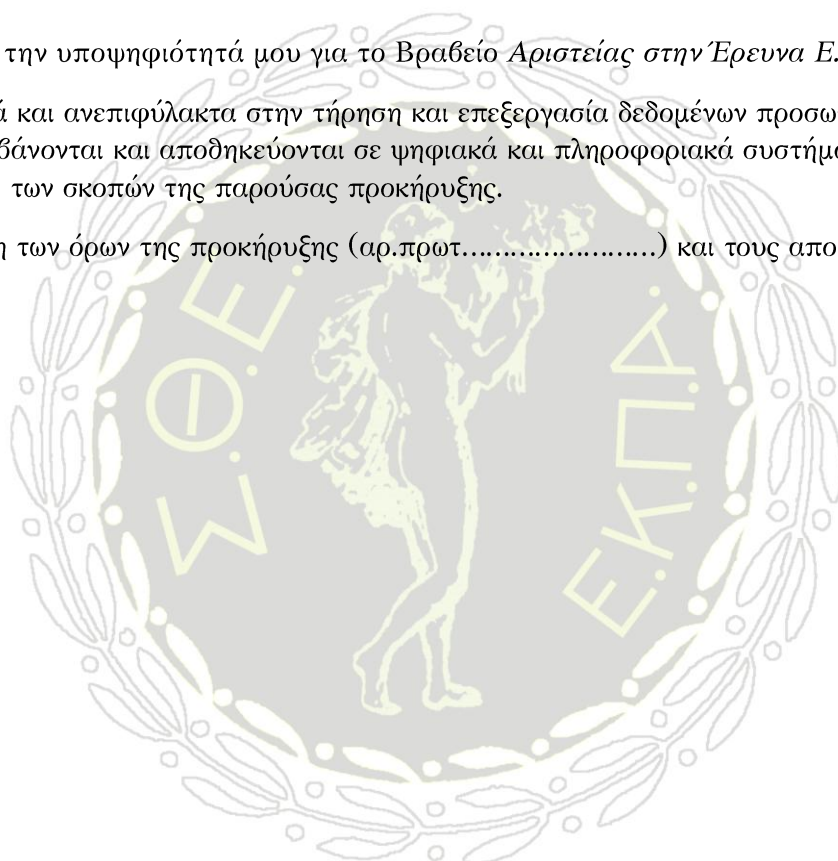 την υποψηφιότητά μου για το Βραβείο Αριστείας στην Έρευνα Ε.
και ανεπιφύλακτα στην τήρηση και επεξεργασία δεδομένων προσω
βάνονται και αποθηκεύονται σε ψηφιακά και πληροφοριακά συστήμ
των σκοπών της παρούσας προκήρυξης.
η των όρων της προκήρυξης (αρ.πρωτ……………………) και τους απο
Σ.Θ.Ε.
Ε.Κ.Π.Α.